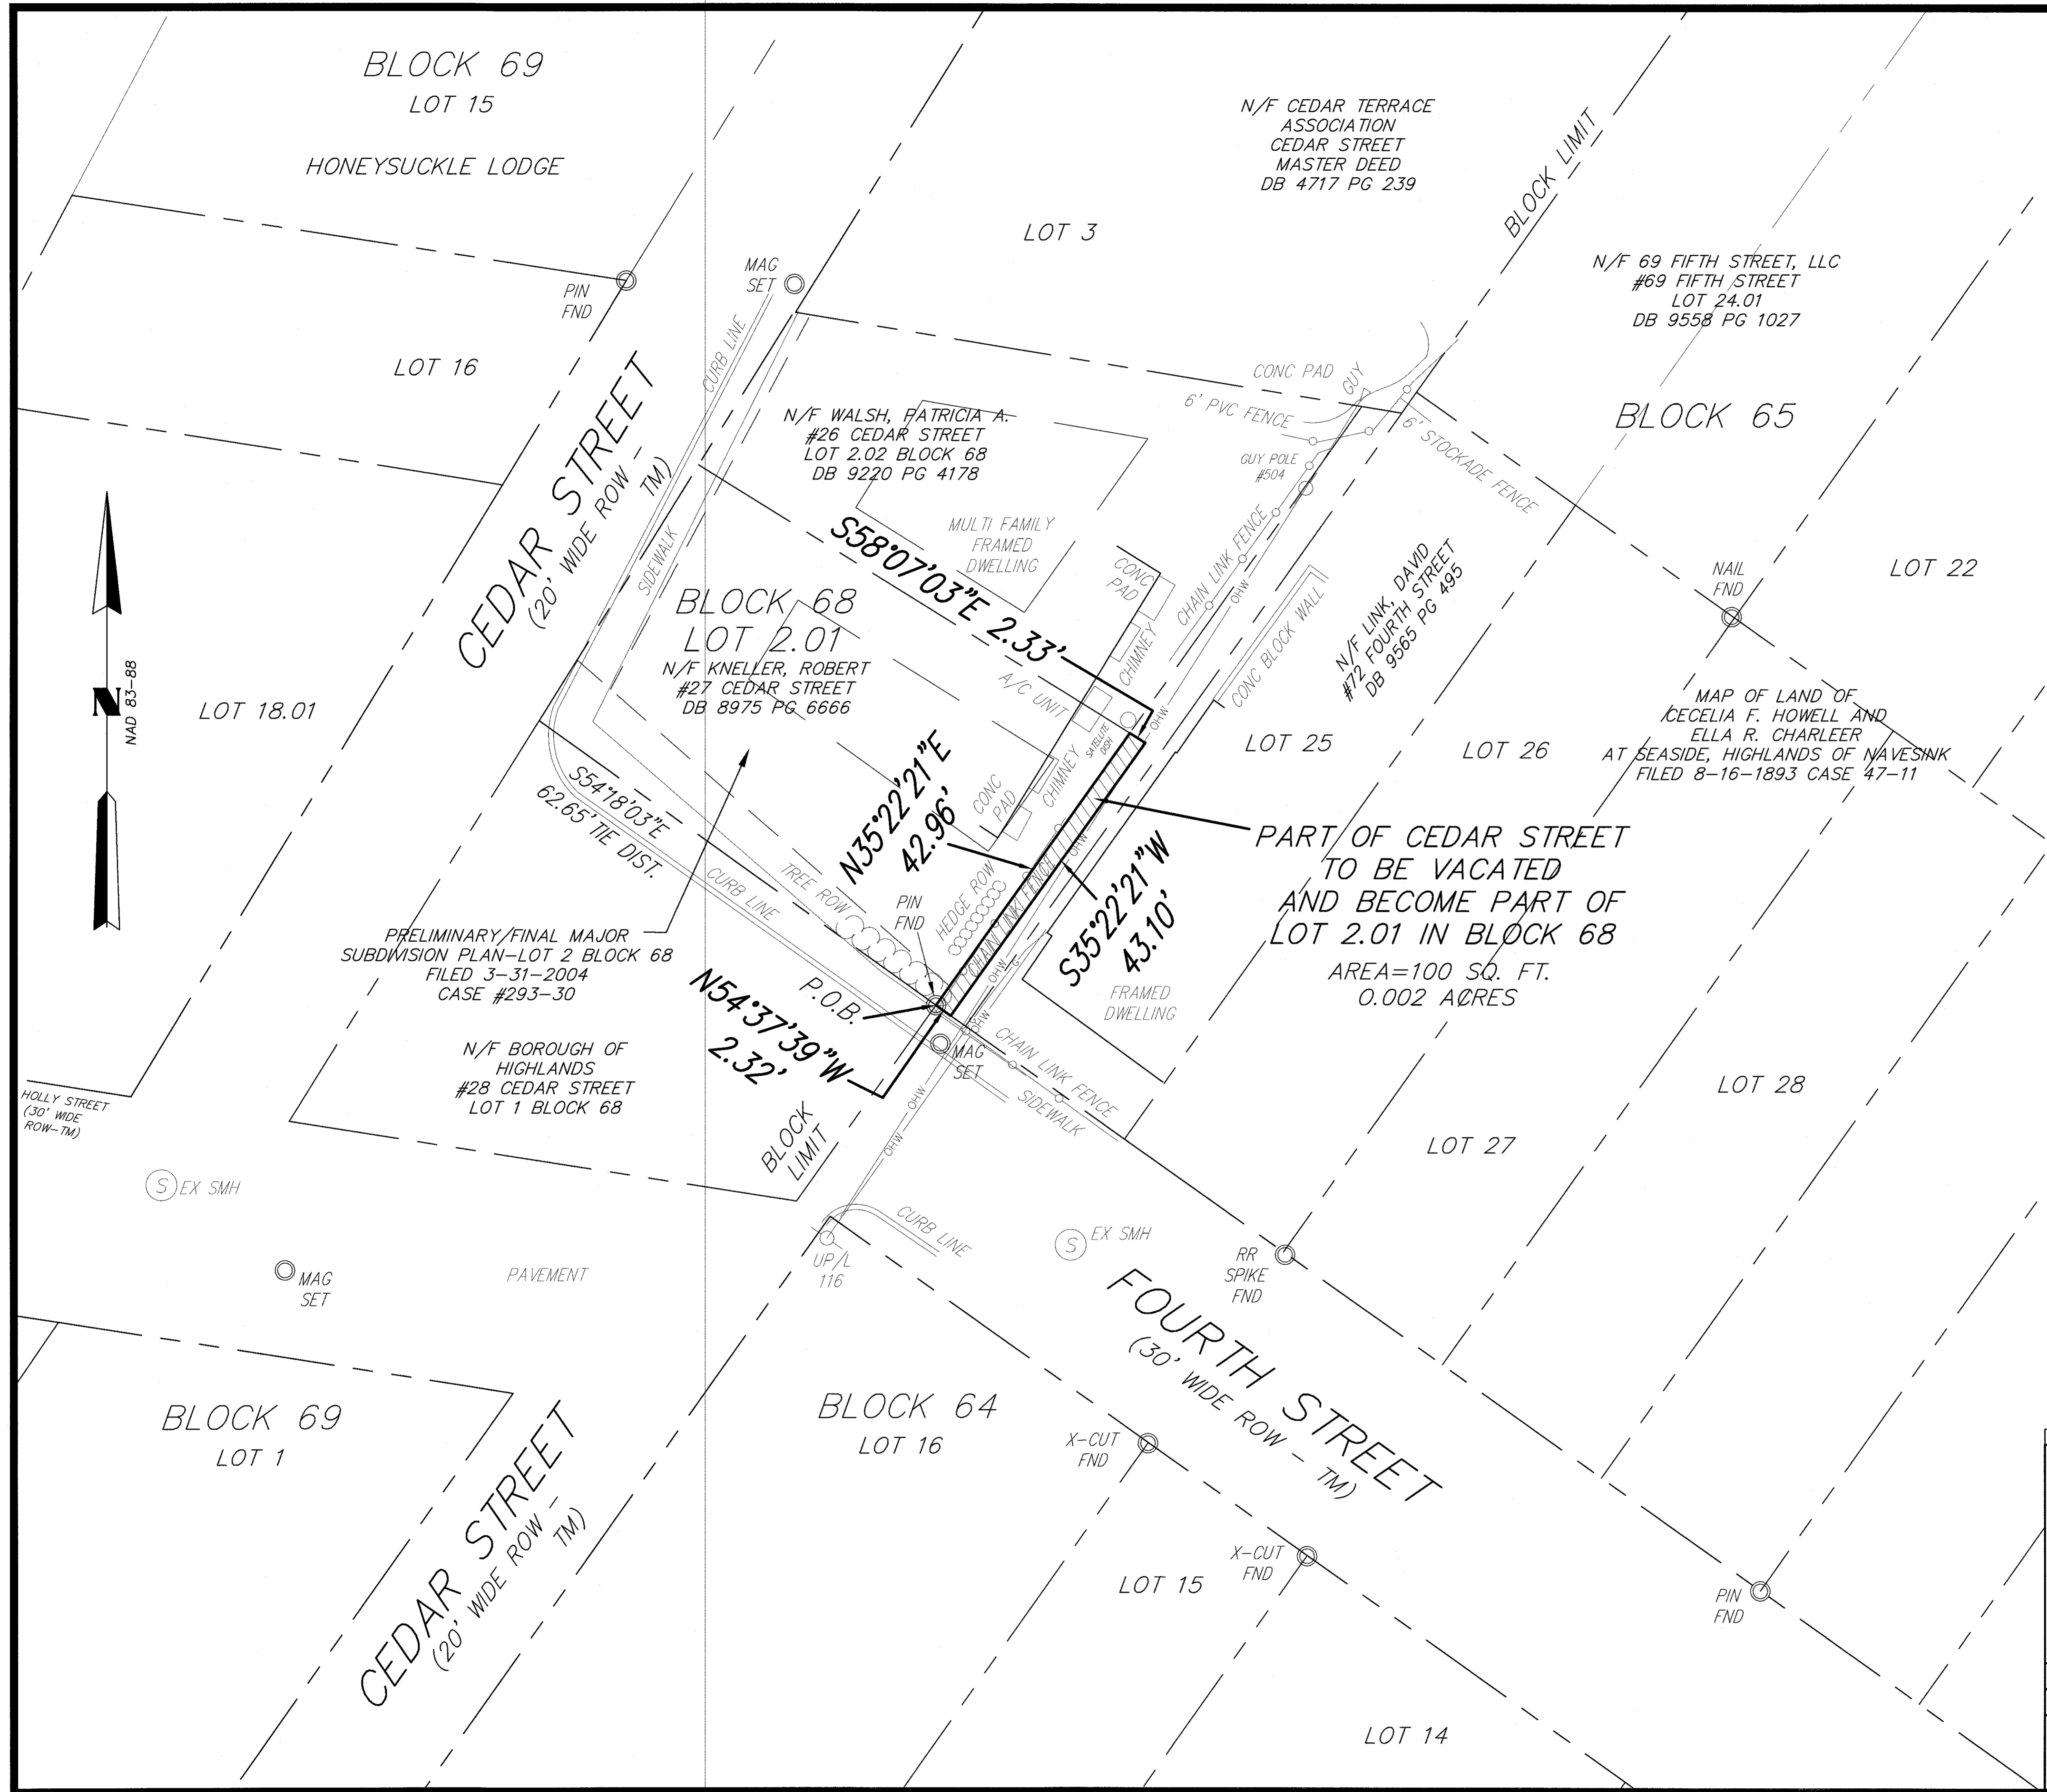 BLOCK 69
LOT 15
HONEYSUCKLE LODGE
N/F CEDAR TERRACE
ASSOCIATION
CEDAR STREET
MASTER DEED
DB 4717 PG 239
BLOCK LIMIT
LOT 3
N/F 69 FIFTH STREET, LLC
#69 FIFTH STREET
LOT 24.01
DB 9558 PG 1027
MAG
SET
PIN
FND
LOT 16
CURB LINE
CEDAR STREET
(20' WIDE ROW -
TM)
SIDEWALK
N/F WALSH, PATRICIA A.
#26 CEDAR STREET
LOT 2.02 BLOCK 68
DB 9220 PG 4178
MULTI FAMILY
FRAMED
DWELLING
CONC PAD
GUY
6' PVC FENCE
6' STOCKADE FENCE
GUY POLE
#504
CHAIN LINK FENCE
OHW
BLOCK 65
LOT 22
NAIL
FND
N/F LINK, DAVID
#72 FOURTH STREET
DB 9565 PG 495
CONC BLOCK WALL
S58°07'03"E 2.33'
CONC
PAD
CHIMNEY
A/C UNIT
SATELLITE
DISH
OHW
BLOCK 68
LOT 2.01
N/F KNELLER, ROBERT
#27 CEDAR STREET
DB 8975 PG 6666
N
NAD 83-88
LOT 18.01
LOT 25
LOT 26
MAP OF LAND OF
CECELIA F. HOWELL AND
ELLA R. CHARLEER
AT SEASIDE, HIGHLANDS OF NAVESINK
FILED 8-16-1893 CASE 47-11
S54°18'03"E
62.65' TIE DIST.
N35°22'21"E
42.96'
CONC
PAD
CHIMNEY
OHW
CURB LINE
TREE ROW
PIN
FND
HEDGE ROW
CHAIN LINK FENCE
S35°22'21"W
43.10'
PART OF CEDAR STREET
TO BE VACATED
AND BECOME PART OF
LOT 2.01 IN BLOCK 68
AREA=100 SQ. FT.
0.002 ACRES
PRELIMINARY/FINAL MAJOR
SUBDIVISION PLAN-LOT 2 BLOCK 68
FILED 3-31-2004
CASE #293-30
P.O.B.
N54°37'39"W
2.32'
OHW
G
OHW
FRAMED
DWELLING
MAG
SET
CHAIN LINK FENCE
SIDEWALK
N/F BOROUGH OF
HIGHLANDS
#28 CEDAR STREET
LOT 1 BLOCK 68
HOLLY STREET
(30' WIDE
ROW-TM)
BLOCK
LIMIT
OHW
OHW
LOT 28
LOT 27
S EX SMH
MAG
SET
PAVEMENT
UP/L
116
CURB LINE
S EX SMH
RR
SPIKE
FND
FOURTH STREET
(30' WIDE ROW - TM)
BLOCK 69
LOT 1
CEDAR STREET
(20' WIDE ROW -
TM)
BLOCK 64
LOT 16
X-CUT
FND
X-CUT
FND
LOT 15
PIN
FND
LOT 14